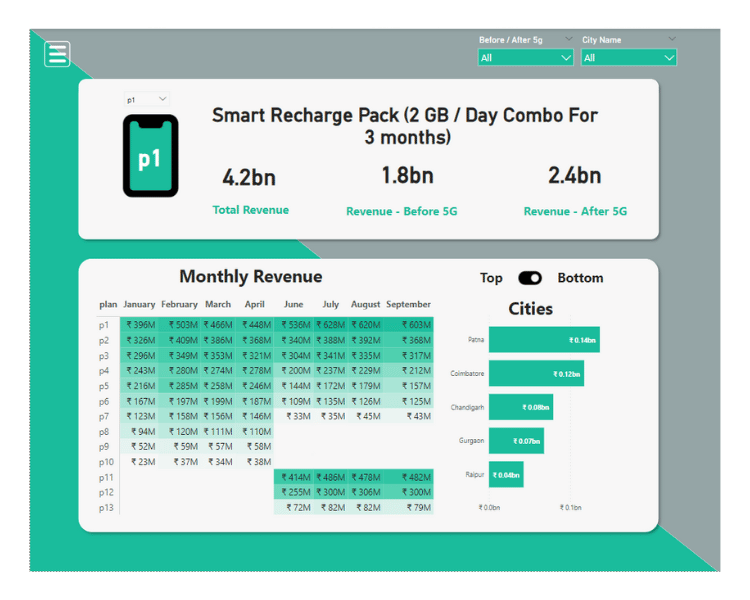 Before / After 5g City Name
All All
p1
Smart Recharge Pack (2 GB / Day Combo For
3 months)
p1
4.2bn 1.8bn 2.4bn
Total Revenue Revenue - Before 5G Revenue - After 5G
Monthly Revenue
plan January February March April June July August September
p1 ₹ 396M ₹ 503M ₹ 466M ₹ 448M ₹ 536M ₹ 628M ₹ 620M ₹ 603M
p2 ₹ 326M ₹ 409M ₹ 386M ₹ 368M ₹ 340M ₹ 388M ₹ 392M ₹ 368M
p3 ₹ 296M ₹ 349M ₹ 353M ₹ 321M ₹ 304M ₹ 341M ₹ 335M ₹ 317M
p4 ₹ 243M ₹ 280M ₹ 274M ₹ 278M ₹ 200M ₹ 237M ₹ 229M ₹ 212M
p5 ₹ 216M ₹ 285M ₹ 258M ₹ 246M ₹ 144M ₹ 172M ₹ 179M ₹ 157M
p6 ₹ 167M ₹ 197M ₹ 199M ₹ 187M ₹ 109M ₹ 135M ₹ 126M ₹ 125M
p7 ₹ 123M ₹ 158M ₹ 156M ₹ 146M ₹ 33M ₹ 35M ₹ 45M ₹ 43M
p8 ₹ 94M ₹ 120M ₹ 111M ₹ 110M
p9 ₹ 52M ₹ 59M ₹ 57M ₹ 58M
p10 ₹ 23M ₹ 37M ₹ 34M ₹ 38M
p11 ₹ 414M ₹ 486M ₹ 478M ₹ 482M
p12 ₹ 255M ₹ 300M ₹ 306M ₹ 300M
p13 ₹ 72M ₹ 82M ₹ 82M ₹ 79M
Top Bottom
Cities
Patna ₹ 0.14bn
Coimbatore ₹ 0.12bn
Chandigarh ₹ 0.08bn
Gurgaon ₹ 0.07bn
Raipur ₹ 0.04bn
₹ 0.0bn ₹ 0.1bn